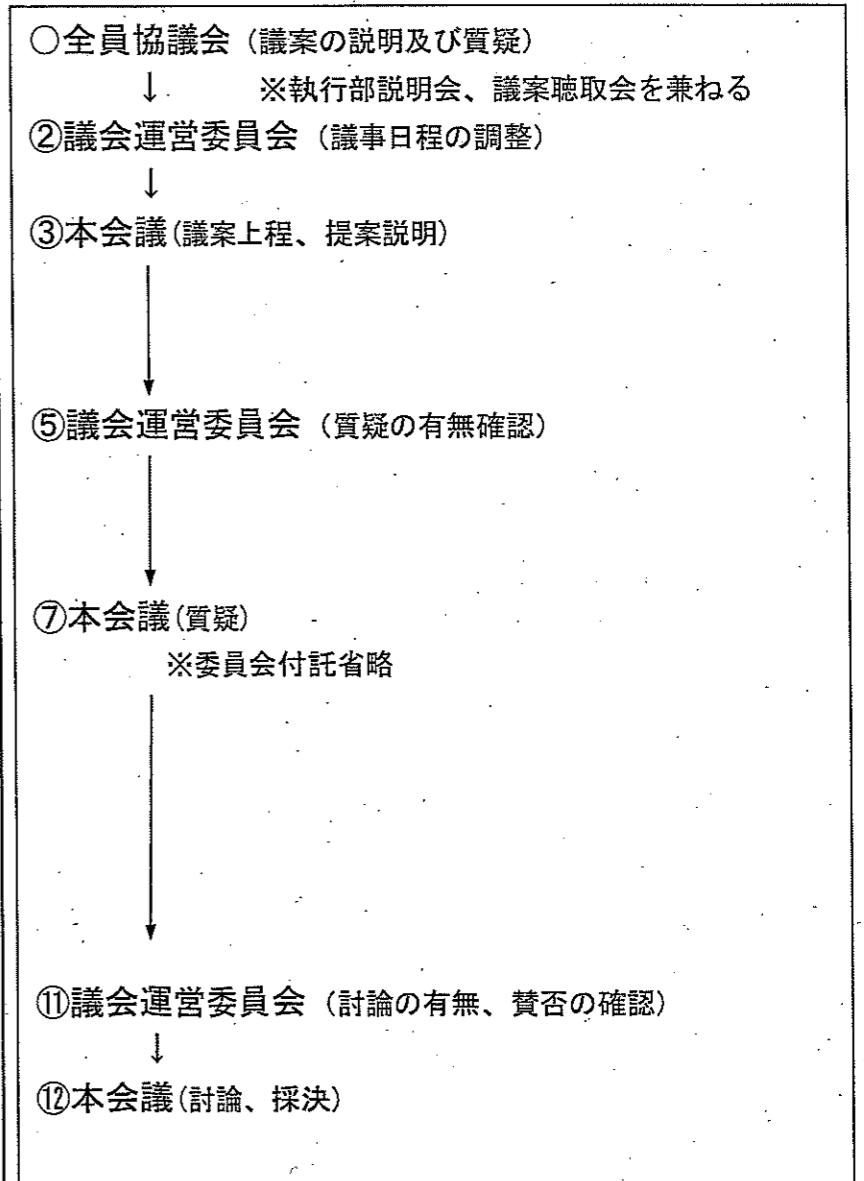 ○全員協議会（議案の説明及び質疑）
↓　※執行部説明会、議案聴取会を兼ねる
②議会運営委員会（議事日程の調整）
↓
③本会議(議案上程、提案説明)
↓
⑤議会運営委員会（質疑の有無確認）
↓
⑦本会議(質疑)
※委員会付託省略
↓
⑪議会運営委員会（討論の有無、賛否の確認）
↓
⑫本会議(討論、採決)